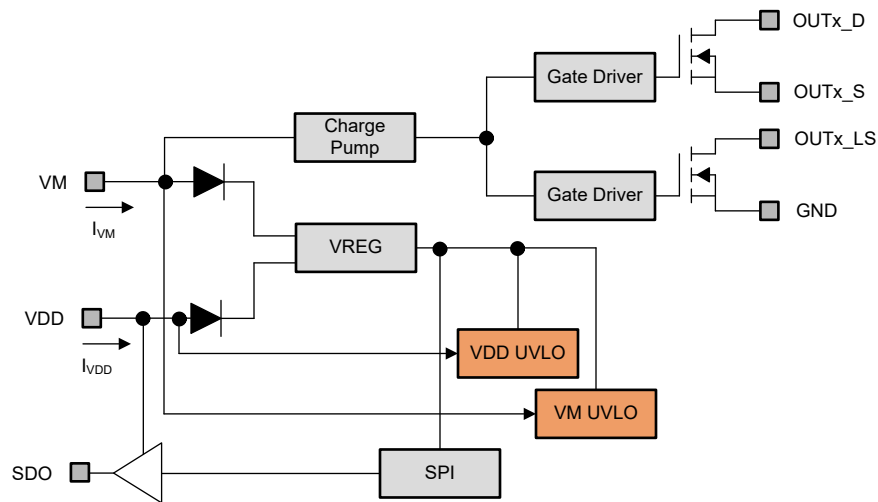 OUTx_D
Gate Driver
OUTx_S
Charge
Pump
OUTx_LS
VM
Gate Driver
GND
IVM
VREG
VDD
IVDD
VDD UVLO
VM UVLO
SDO
SPI